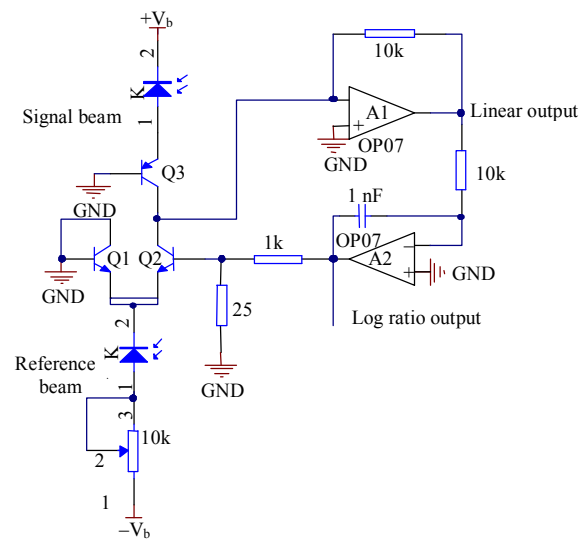 +V_b
2
K
Signal beam
1
Q3
GND
10k
A1
+
OP07
GND
Linear output
10k
1 nF
OP07
−
A2
+
GND
Q1
Q2
GND
1k
25
GND
Log ratio output
2
K
Reference
beam
1
3
10k
2
1
−V_b